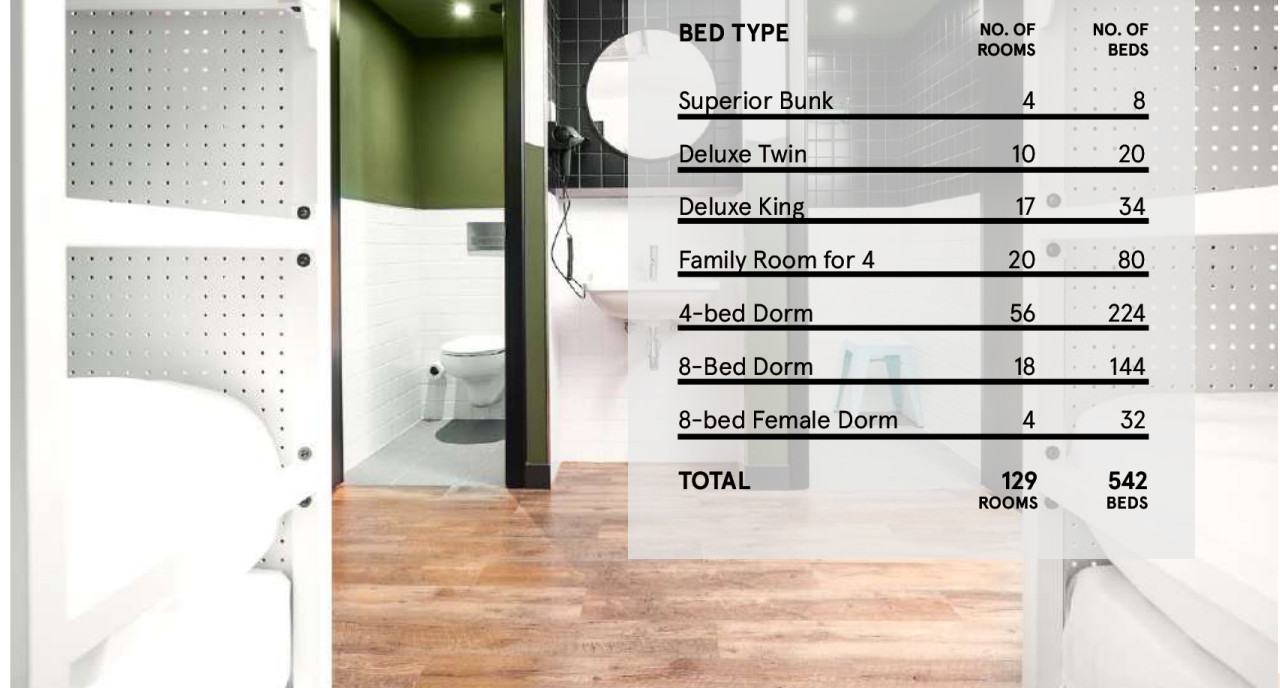 BED TYPE NO. OF ROOMS NO. OF BEDS
Superior Bunk 4 8
Deluxe Twin 10 20
Deluxe King 17 34
Family Room for 4 20 80
4-bed Dorm 56 224
8-Bed Dorm 18 144
8-bed Female Dorm 4 32
TOTAL 129 ROOMS 542 BEDS